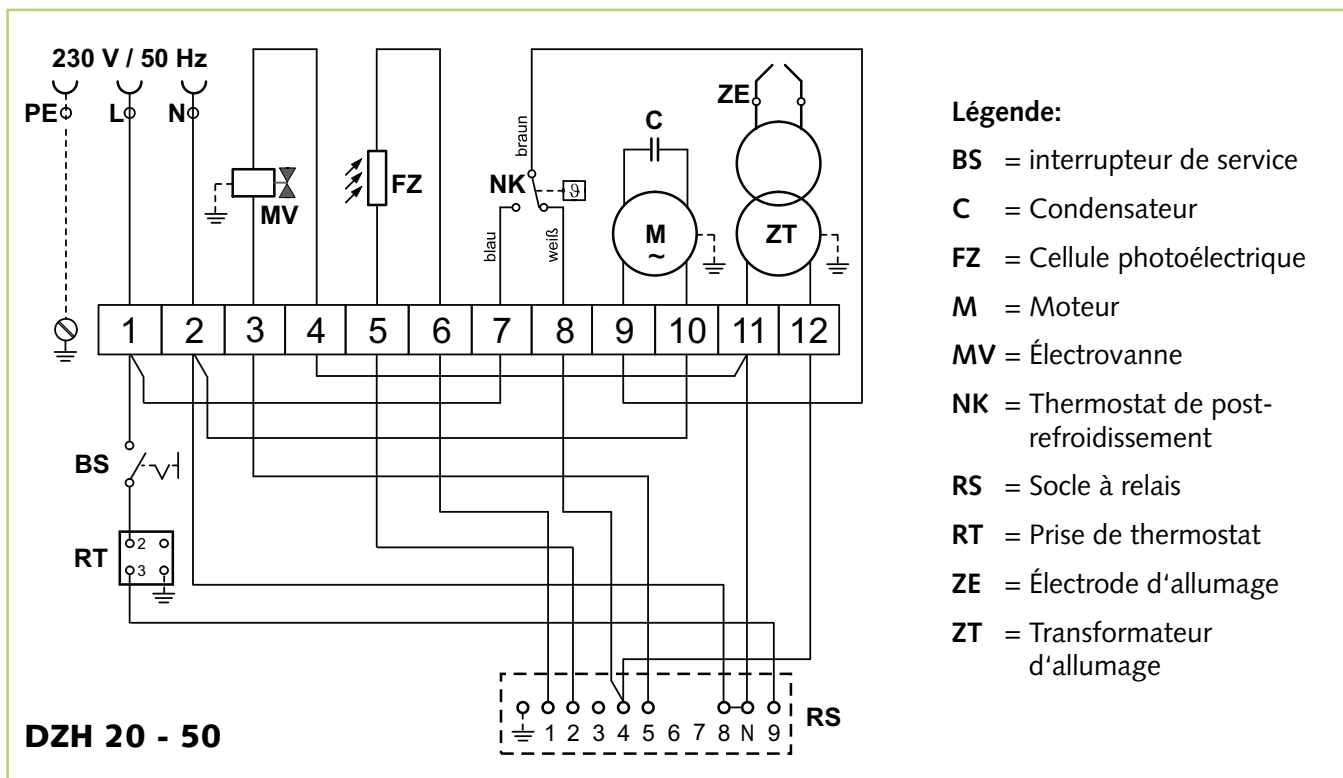 230 V / 50 Hz
PE L N
MV
FZ
braun
NK
ϑ
blau
weiß
C
M
~
ZE
ZT
1 2 3 4 5 6 7 8 9 10 11 12
BS
RT
2
3
1 2 3 4 5 6 7 8 N 9
RS
DZH 20 - 50
Légende:
BS = interrupteur de service
C = Condensateur
FZ = Cellule photoélectrique
M = Moteur
MV = Électrovanne
NK = Thermostat de post-
refroidissement
RS = Socle à relais
RT = Prise de thermostat
ZE = Électrode d‘allumage
ZT = Transformateur
d‘allumage